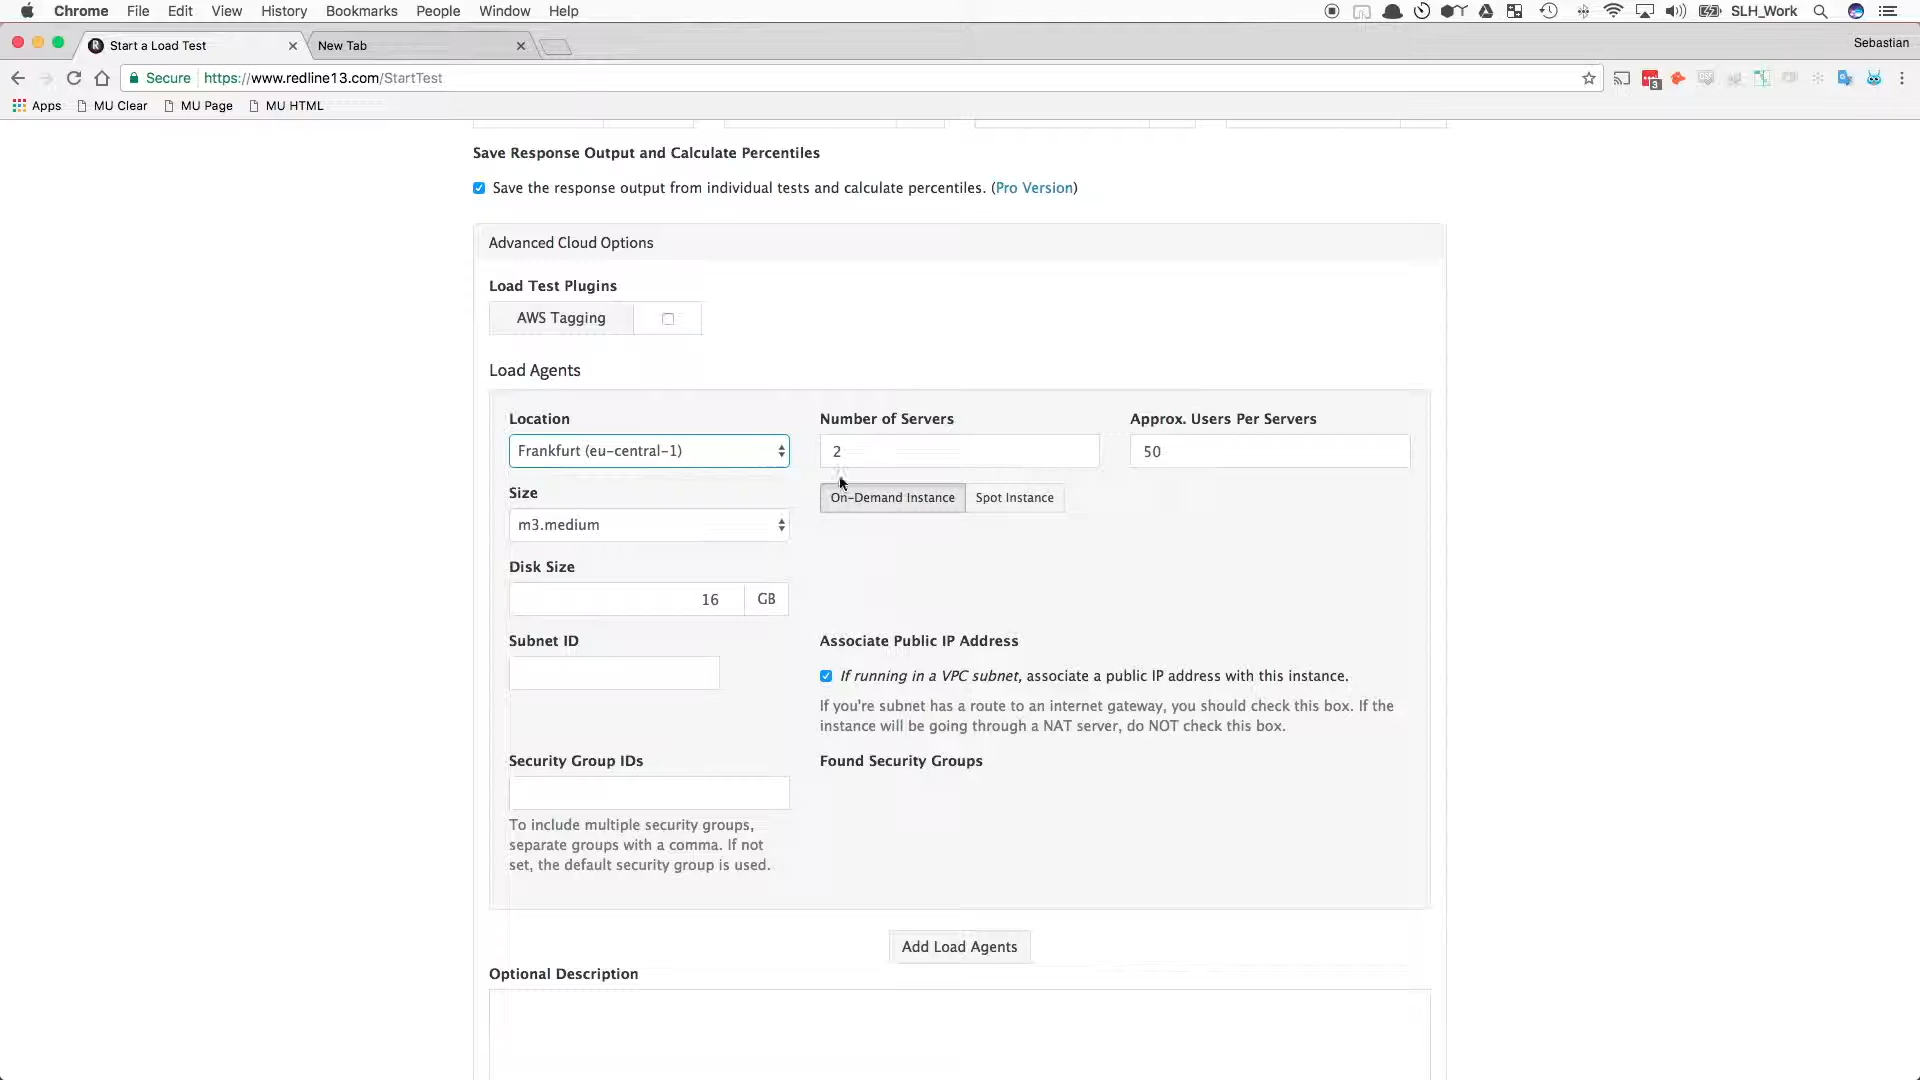 Chrome File Edit View History Bookmarks People Window Help SLH_Work
Start a Load Test New Tab Sebastian
Secure https://www.redline13.com/StartTest
Apps MU Clear MU Page MU HTML
Save Response Output and Calculate Percentiles
Save the response output from individual tests and calculate percentiles. (Pro Version)
Advanced Cloud Options
Load Test Plugins
AWS Tagging
Load Agents
Location Number of Servers Approx. Users Per Servers
Frankfurt (eu-central-1) 2 50
Size On-Demand Instance Spot Instance
m3.medium
Disk Size
16 GB
Subnet ID Associate Public IP Address
If running in a VPC subnet, associate a public IP address with this instance.
If you're subnet has a route to an internet gateway, you should check this box. If the
instance will be going through a NAT server, do NOT check this box.
Security Group IDs Found Security Groups
To include multiple security groups,
separate groups with a comma. If not
set, the default security group is used.
Add Load Agents
Optional Description